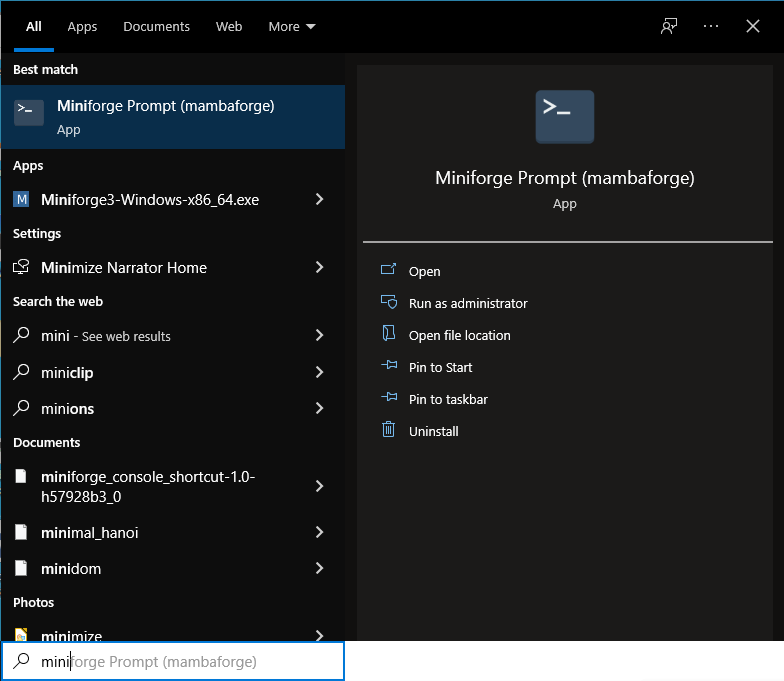 All Apps Documents Web More
Best match
Miniforge Prompt (mambaforge)
App
Apps
M Miniforge3-Windows-x86_64.exe
Settings
Minimize Narrator Home
Search the web
mini - See web results
miniclip
minions
Documents
miniforge_console_shortcut-1.0-
h57928b3_0
minimal_hanoi
minidom
Photos
minimize
miniforge Prompt (mambaforge)
Miniforge Prompt (mambaforge)
App
Open
Run as administrator
Open file location
Pin to Start
Pin to taskbar
Uninstall